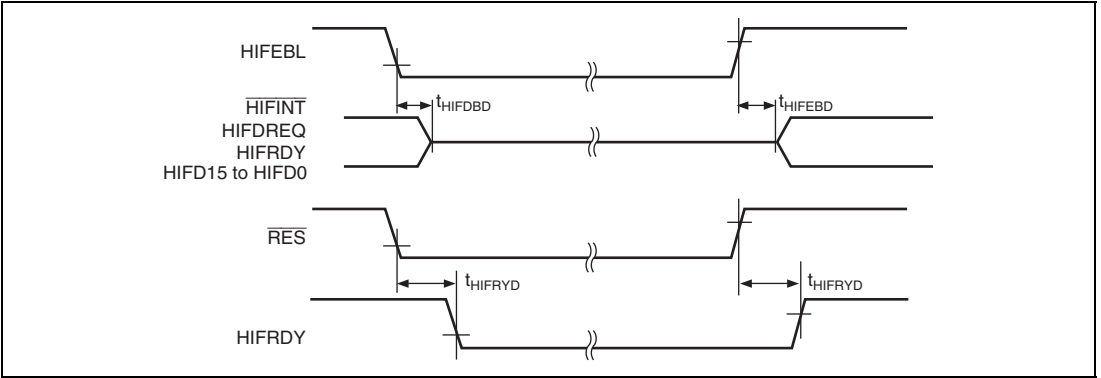 HIFEBL
tHIFDBD
tHIFEBD
HIFINT
HIFDREQ
HIFRDY
HIFD15 to HIFD0
RES
tHIFRYD
tHIFRYD
HIFRDY